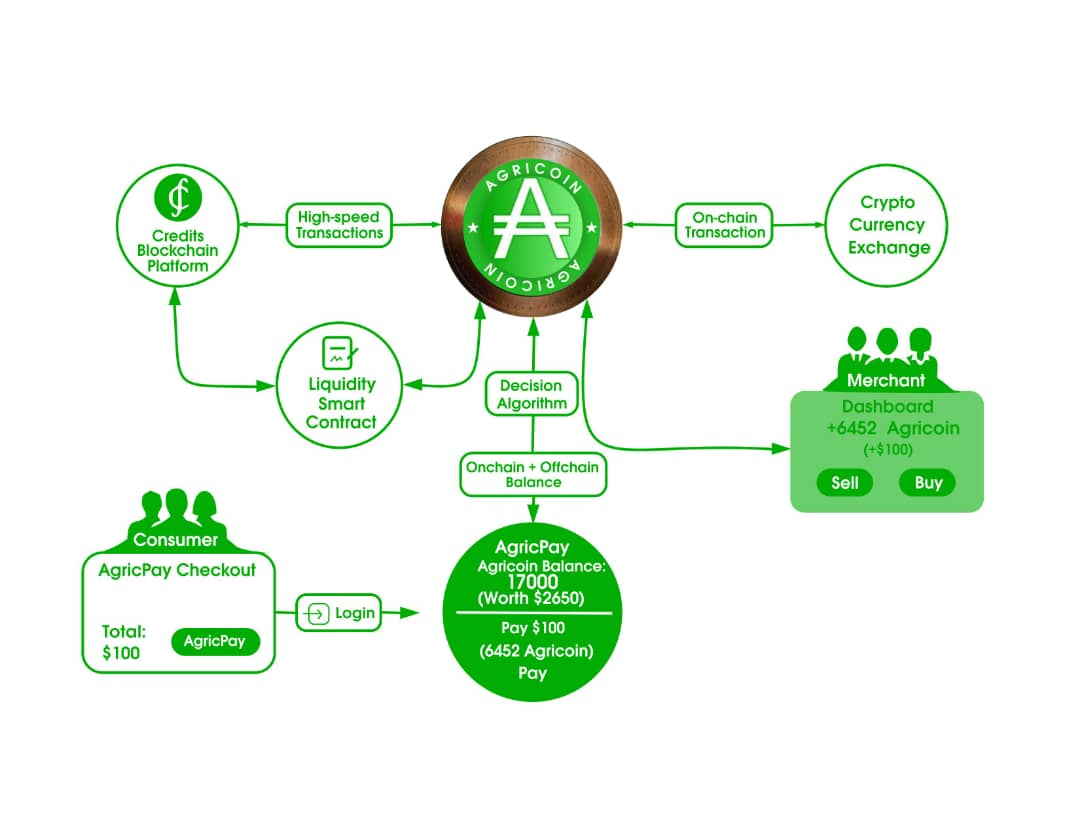 AGRICOIN
AGRICOIN
Credits
Blockchain
Platform
High-speed
Transactions
On-chain
Transaction
Crypto
Currency
Exchange
Liquidity
Smart
Contract
Decision
Algorithm
Onchain + Offchain
Balance
Merchant
Dashboard
+6452 Agricoin
(+$100)
Sell
Buy
Consumer
AgricPay Checkout
Total:
$100
AgricPay
Login
AgricPay
Agricoin Balance:
17000
(Worth $2650)
Pay $100
(6452 Agricoin)
Pay